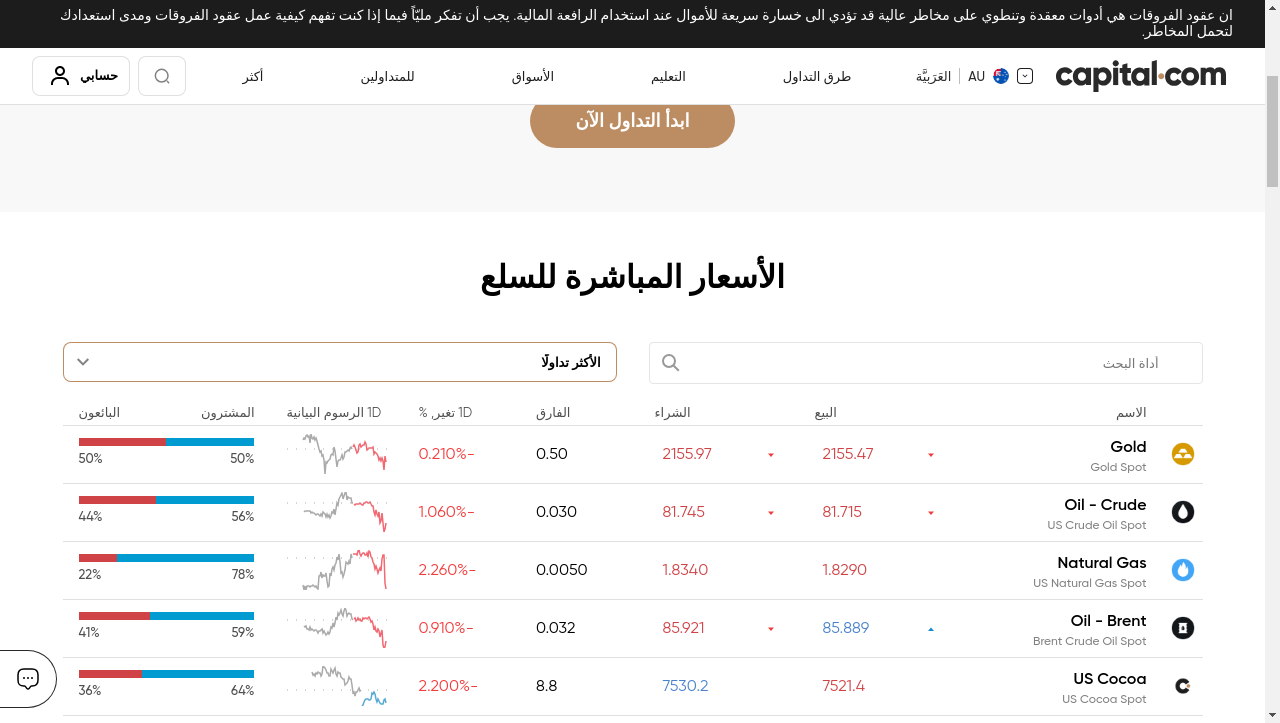 ان عقود الفروقات هي أدوات معقدة وتنطوي على مخاطر عالية قد تؤدي الى خسارة سريعة للأموال عند استخدام الرافعة المالية. يجب أن تفكر مليّاً فيما إذا كنت تفهم كيفية عمل عقود الفروقات ومدى استعدادك
لتحمل المخاطر.
capital.com AU العَرَبِيَّة طرق التداول التعليم الأسواق للمتداولين أكثر حسابي
ابدأ التداول الآن
الأسعار المباشرة للسلع
أداة البحث الأكثر تداولًا
الاسم البيع الشراء الفارق 1D تغير, % 1D الرسوم البيانية المشترون البائعون
Gold 2155.47 2155.97 0.50 0.210%-
Gold Spot 50% 50%
Oil - Crude 81.715 81.745 0.030 1.060%-
US Crude Oil Spot 56% 44%
Natural Gas 1.8290 1.8340 0.0050 2.260%-
US Natural Gas Spot 78% 22%
Oil - Brent 85.889 85.921 0.032 0.910%-
Brent Crude Oil Spot 59% 41%
US Cocoa 7521.4 7530.2 8.8 2.200%-
US Cocoa Spot 64% 36%